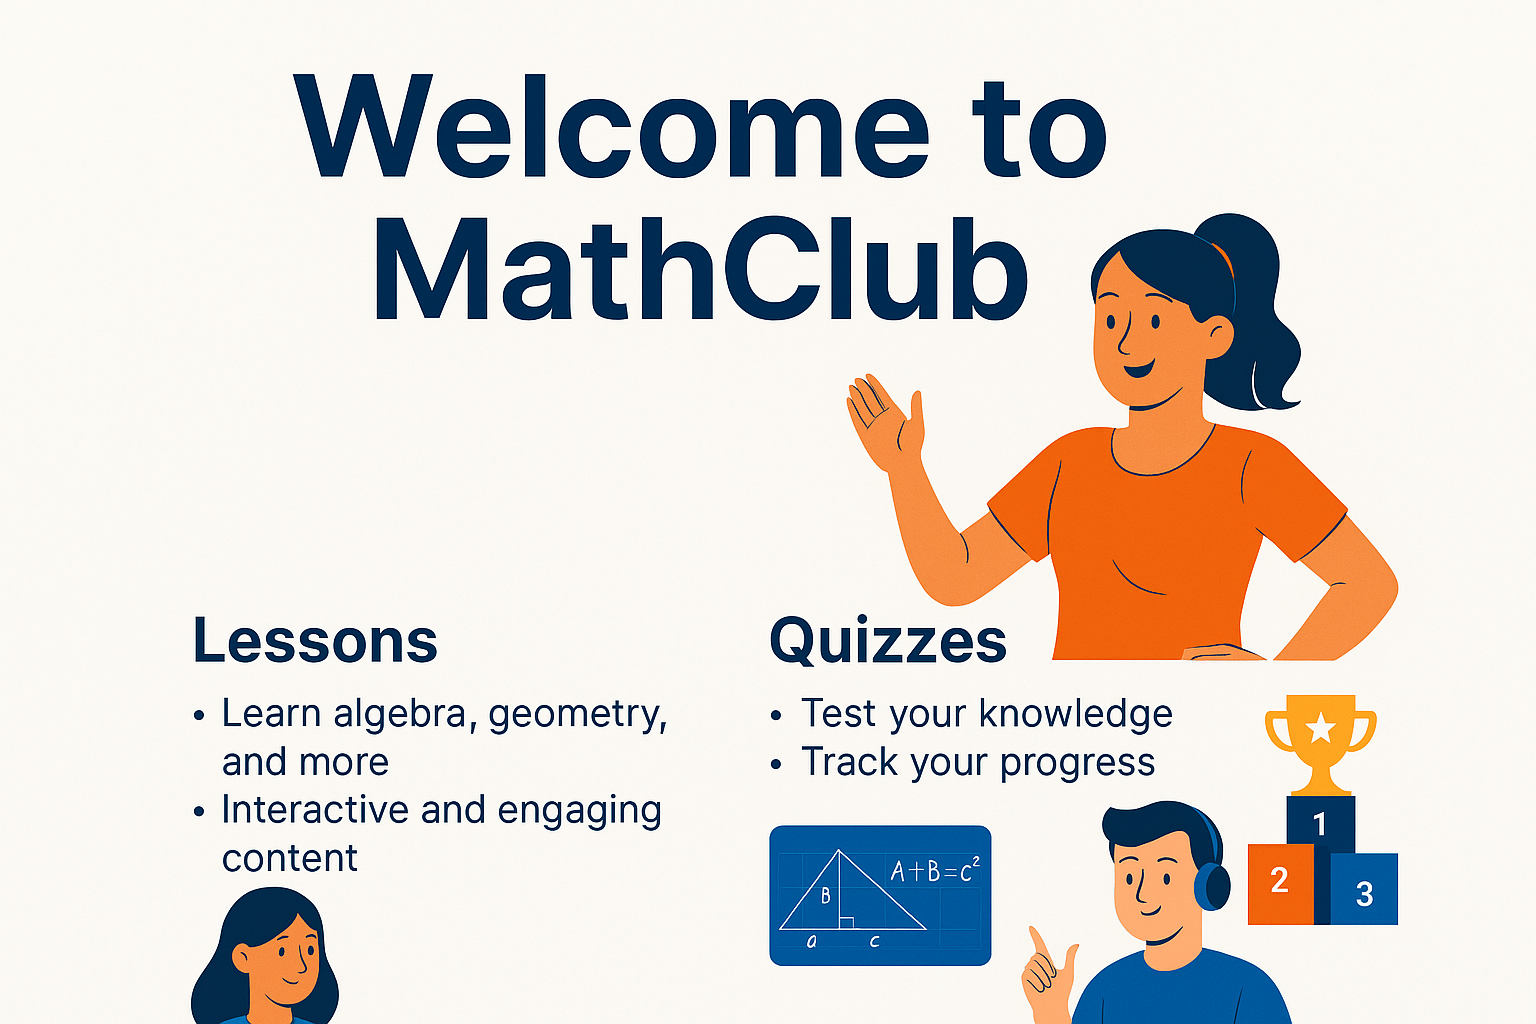 Welcome to
MathClub
Lessons
• Learn algebra, geometry,
and more
• Interactive and engaging
content
Quizzes
• Test your knowledge
• Track your progress
A+B=c²
B
a
c
1
2
3